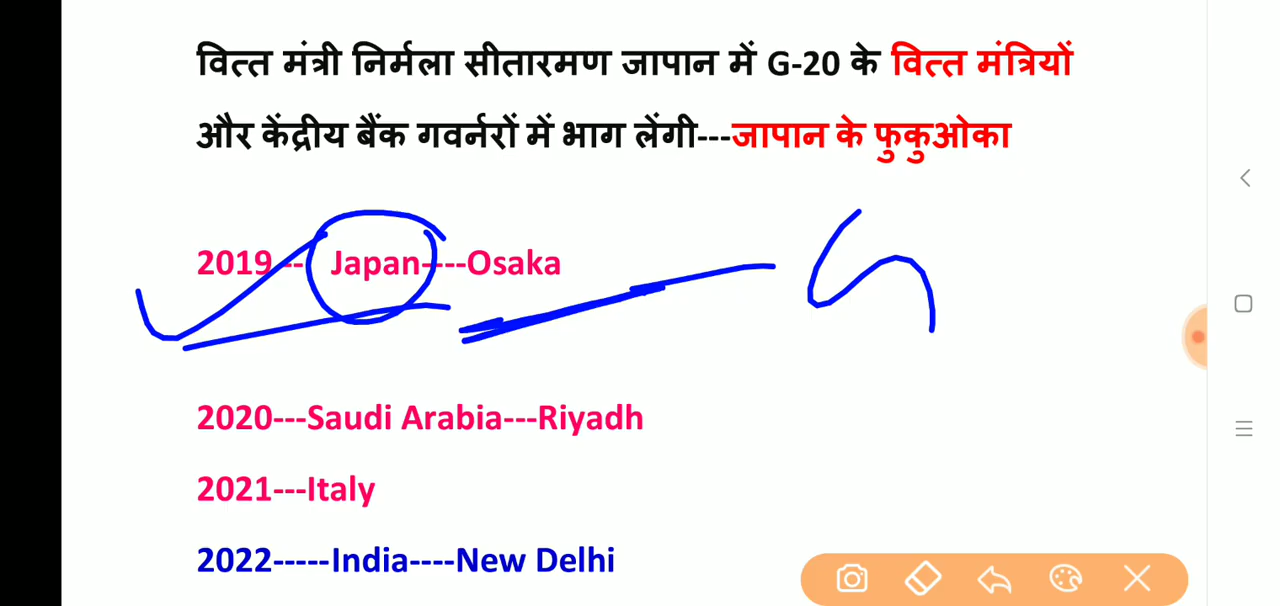 वित्त मंत्री निर्मला सीतारमण जापान में G-20 के वित्त मंत्रियों
और केंद्रीय बैंक गवर्नरों में भाग लेंगी---जापान के फुकुओका
2019--- Japan----Osaka
2020---Saudi Arabia---Riyadh
2021---Italy
2022-----India----New Delhi